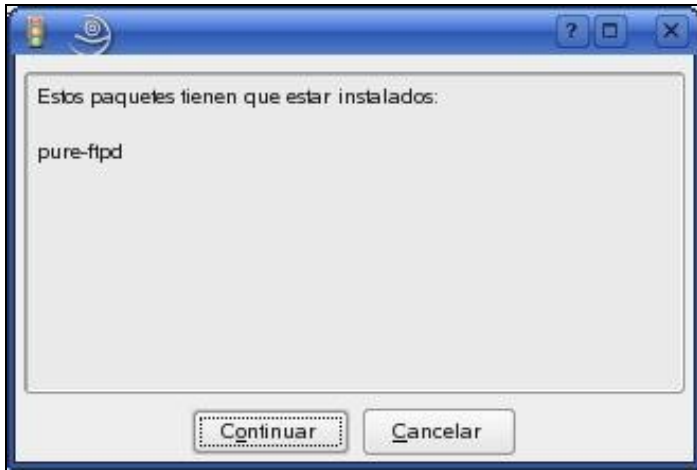 ?
Estos paquetes tienen que estar instalados:
pure-ftpd
Continuar Cancelar